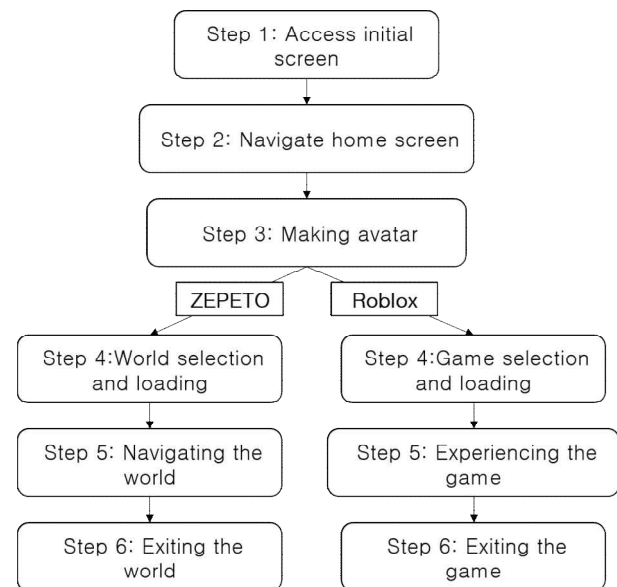 Step 1: Access initial
screen
Step 2: Navigate home screen
Step 3: Making avatar
ZEPETO
Roblox
Step 4:World selection
and loading
Step 4:Game selection
and loading
Step 5: Navigating the
world
Step 5: Experiencing the
game
Step 6: Exiting the
world
Step 6: Exiting the
game